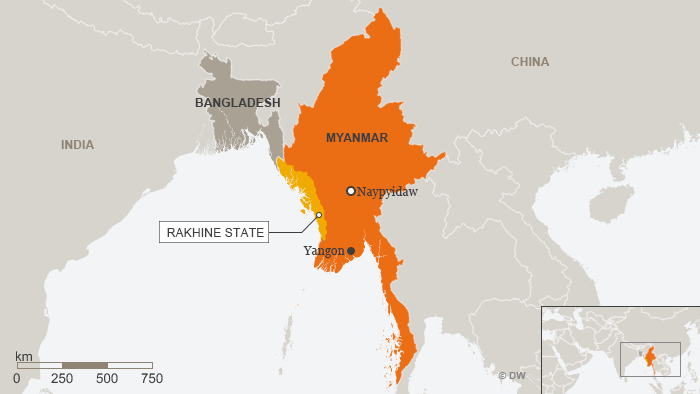 CHINA
BANGLADESH
INDIA
MYANMAR
Naypyidaw
RAKHINE STATE
Yangon
km
0 250 500 750
© DW